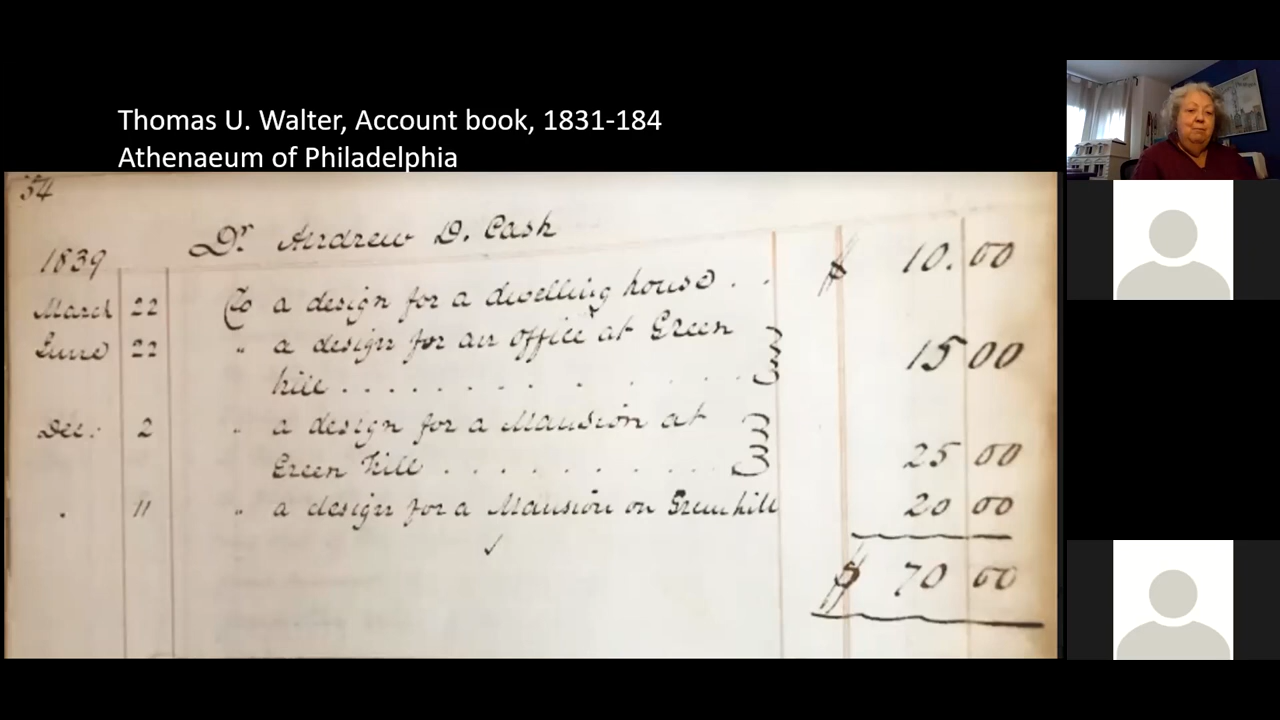 Thomas U. Walter, Account book, 1831-184
Athenaeum of Philadelphia
54
Dr Andrew D. Cash
1839
March 22 To a design for a dwelling house . . $ 10.00
June 22 " a design for an office at Green
hill . . . . . . . . . . 15 00
Dec: 2 " a design for a Mansion at
Green hill . . . . . . . . . . . 25 00
. 11 " a design for a Mansion on Greenhill 20 00
✓
$ 70 00